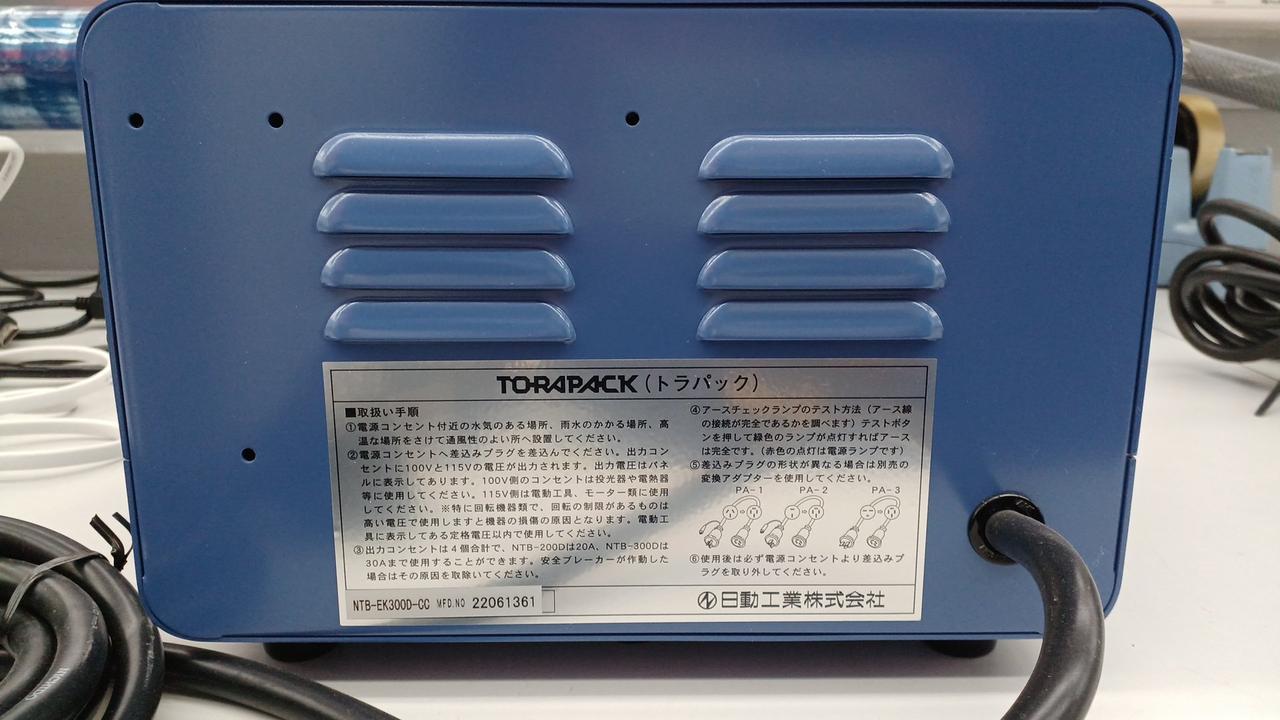 TORAPACK(トラパック)
■取扱い手順
①電源コンセント付近の水気のある場所、雨水のかかる場所、高
温な場所をさけて通風性のよい所へ設置してください。
②電源コンセントへ差込みプラグを差込んでください。出力コン
セントに100Vと115Vの電圧が出力されます。出力電圧はパネ
ルに表示してあります。100V側のコンセントは投光器や電熱器
等に使用してください。115V側は電動工具、モーター類に使用
してください。※特に回転機器類で、回転の制限があるものは
高い電圧で使用しますと機器の損傷の原因となります。電動工
具に表示してある定格電圧以内で使用してください。
③出力コンセントは4個合計で、NTB-200Dは20A、NTB-300Dは
30Aまで使用することができます。安全ブレーカーが作動した
場合はその原因を取除いてください。
④アースチェックランプのテスト方法(アース線
の接続が完全であるかを調べます)テストボタ
ンを押して緑色のランプが点灯すればアース
は完全です。(赤色の点灯は電源ランプです)
⑤差込みプラグの形状が異なる場合は別売の
変換アダプターを使用してください。
PA-1 PA-2 PA-3
⑥使用後は必ず電源コンセントより差込みプ
ラグを取り外してください。
NTB-EK300D-CC MFD.NO 22061361
日動工業株式会社